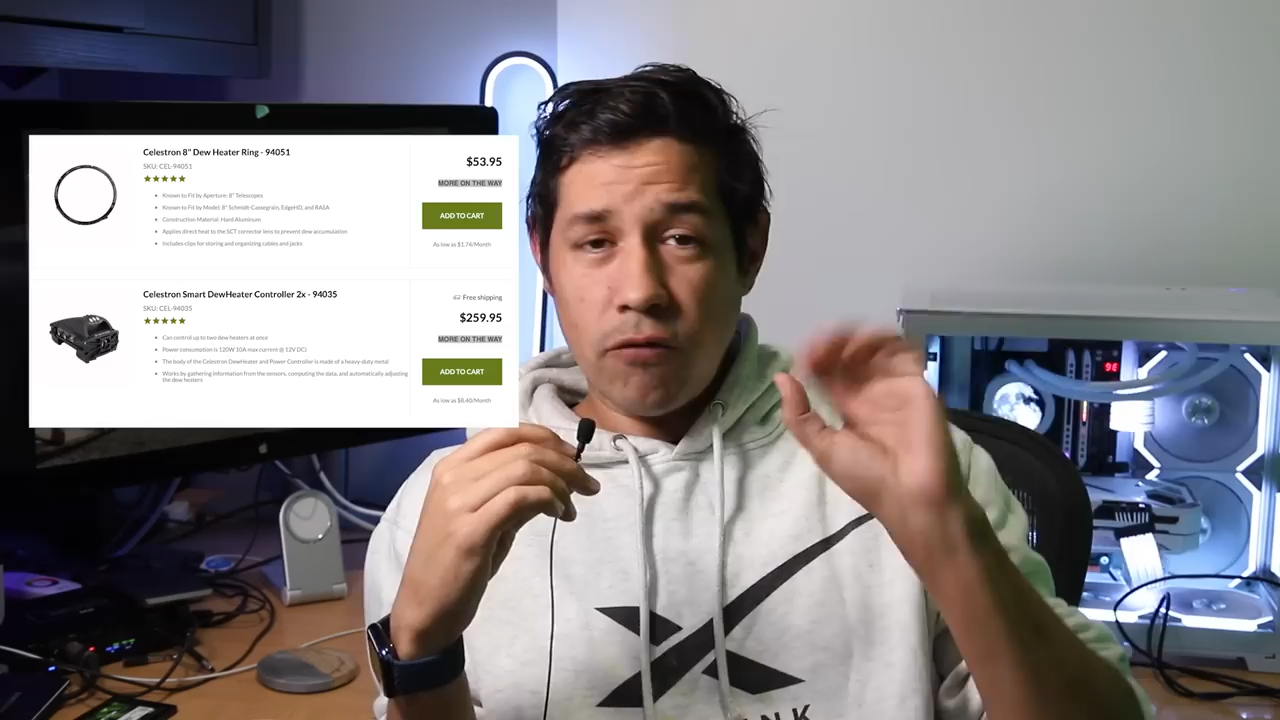 Celestron 8" Dew Heater Ring - 94051
SKU: CEL-94051
Known to Fit by Aperture: 8" Telescopes
Known to Fit by Model: 8" Schmidt-Cassegrain, EdgeHD, and RASA
Construction Material: Hard Aluminum
Applies direct heat to the SCT corrector lens to prevent dew accumulation
Includes clips for storing and organizing cables and jacks
$53.95
MORE ON THE WAY
ADD TO CART
As low as $1.74/Month
Celestron Smart DewHeater Controller 2x - 94035
SKU: CEL-94035
Can control up to two dew heaters at once
Power consumption is 120W 10A max current @ 12V DC)
The body of the Celestron DewHeater and Power Controller is made of a heavy-duty metal
Works by gathering information from the sensors, computing the data, and automatically adjusting
the dew heaters
Free shipping
$259.95
MORE ON THE WAY
ADD TO CART
As low as $8.40/Month